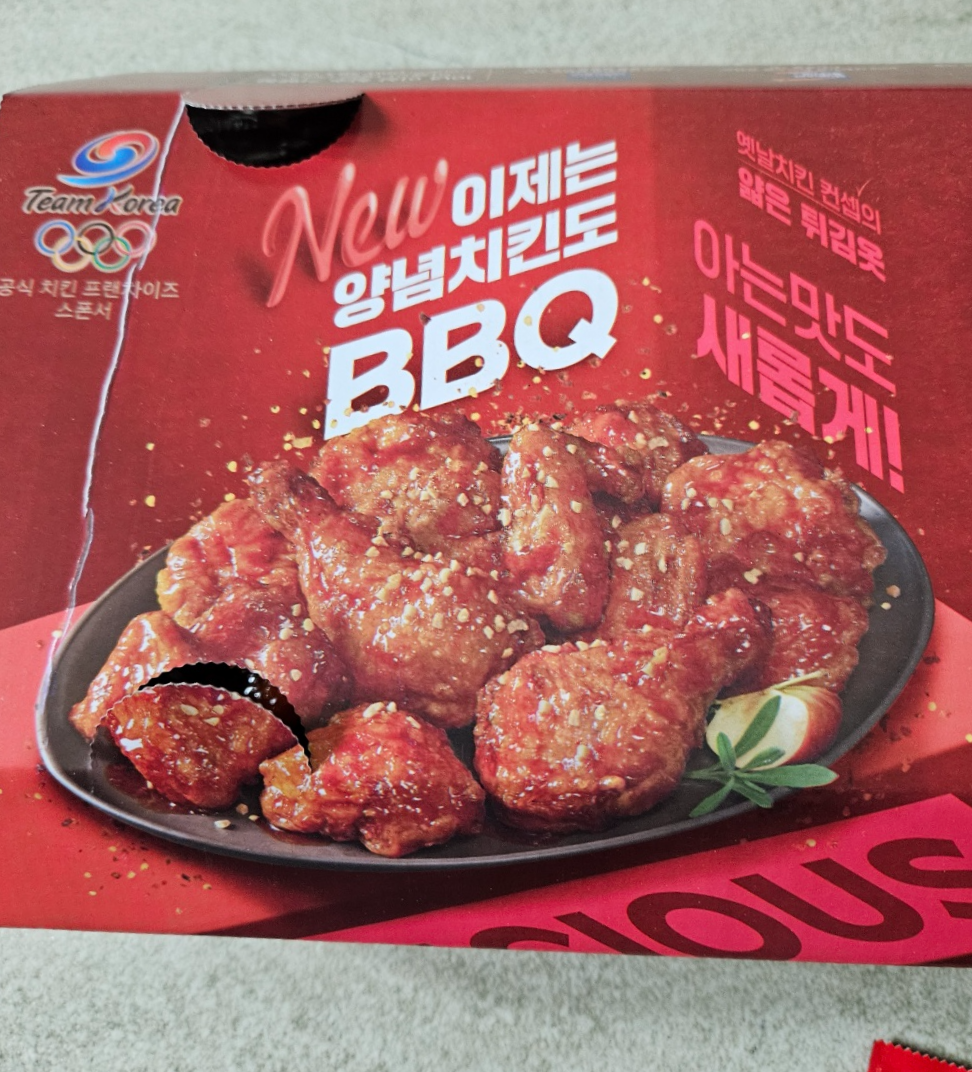 Team Korea
공식 치킨 프랜차이즈
스폰서
New 이제는
양념치킨도
BBQ
옛날치킨 컨셉의
얇은 튀김옷
아는맛도
새롭게!
CIOUS